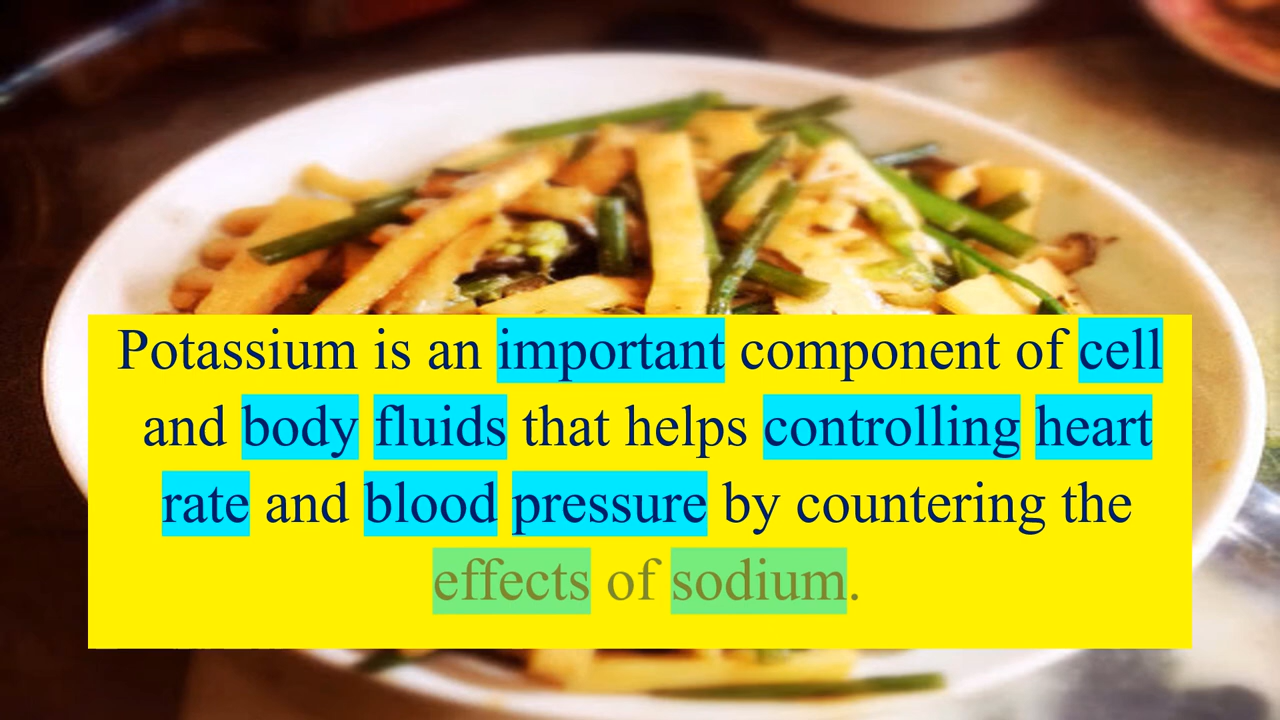 Potassium is an important component of cell
and body fluids that helps controlling heart
rate and blood pressure by countering the
effects of sodium.